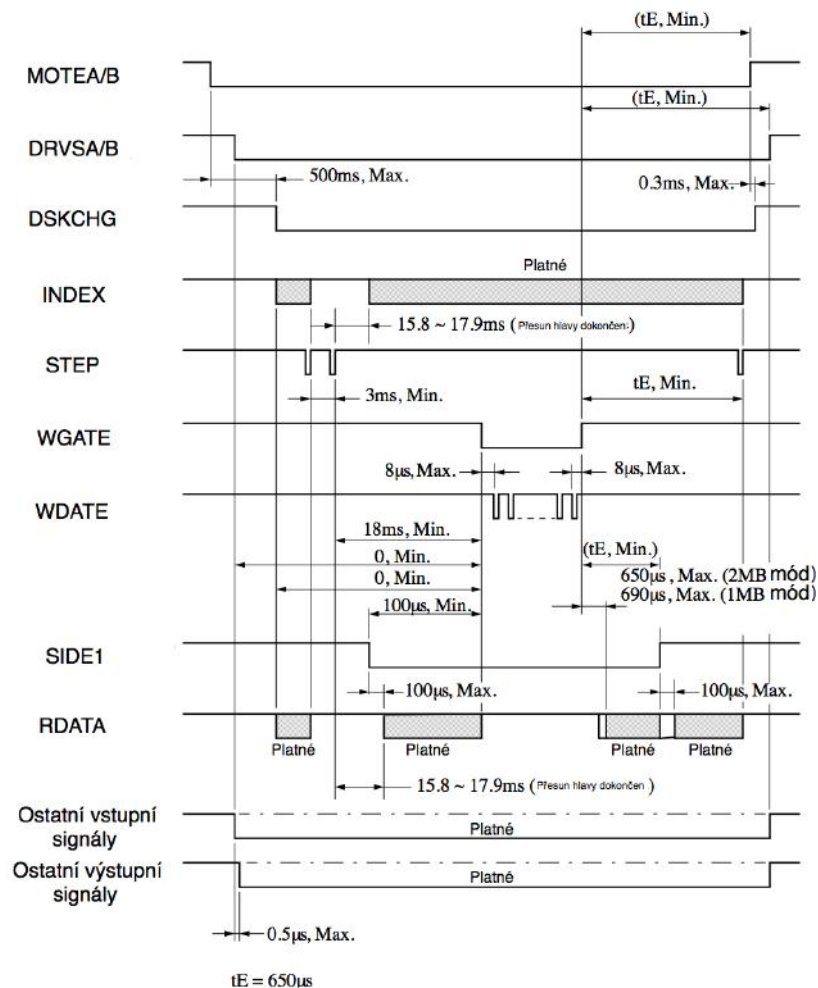 (tE, Min.)
MOTEA/B
(tE, Min.)
DRVSA/B
500ms, Max.
0.3ms, Max.
DSKCHG
Platné
INDEX
15.8 ~ 17.9ms (Přesun hlavy dokončen:)
STEP
3ms, Min.
tE, Min.
WGATE
8μs, Max.
8μs, Max.
WDATE
18ms, Min.
0, Min.
(tE, Min.)
650μs , Max. (2MB mód)
0, Min.
690μs, Max. (1MB mód)
100μs, Min.
SIDE1
100μs, Max.
100μs, Max.
RDATA
Platné
Platné
Platné
Platné
15.8 ~ 17.9ms (Přesun hlavy dokončen )
Ostatní vstupní
signály
Platné
Ostatní výstupní
signály
Platné
0.5μs, Max.
tE = 650μs